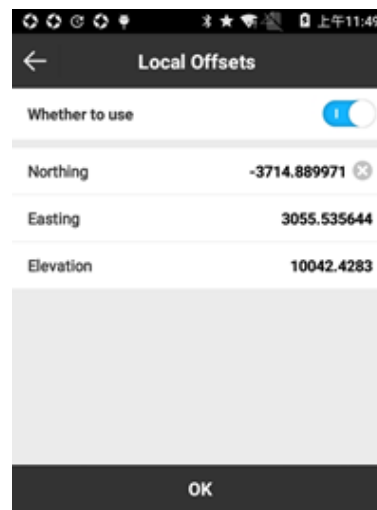 上午11:49
Local Offsets
Whether to use
Northing -3714.889971
Easting 3055.535644
Elevation 10042.4283
OK